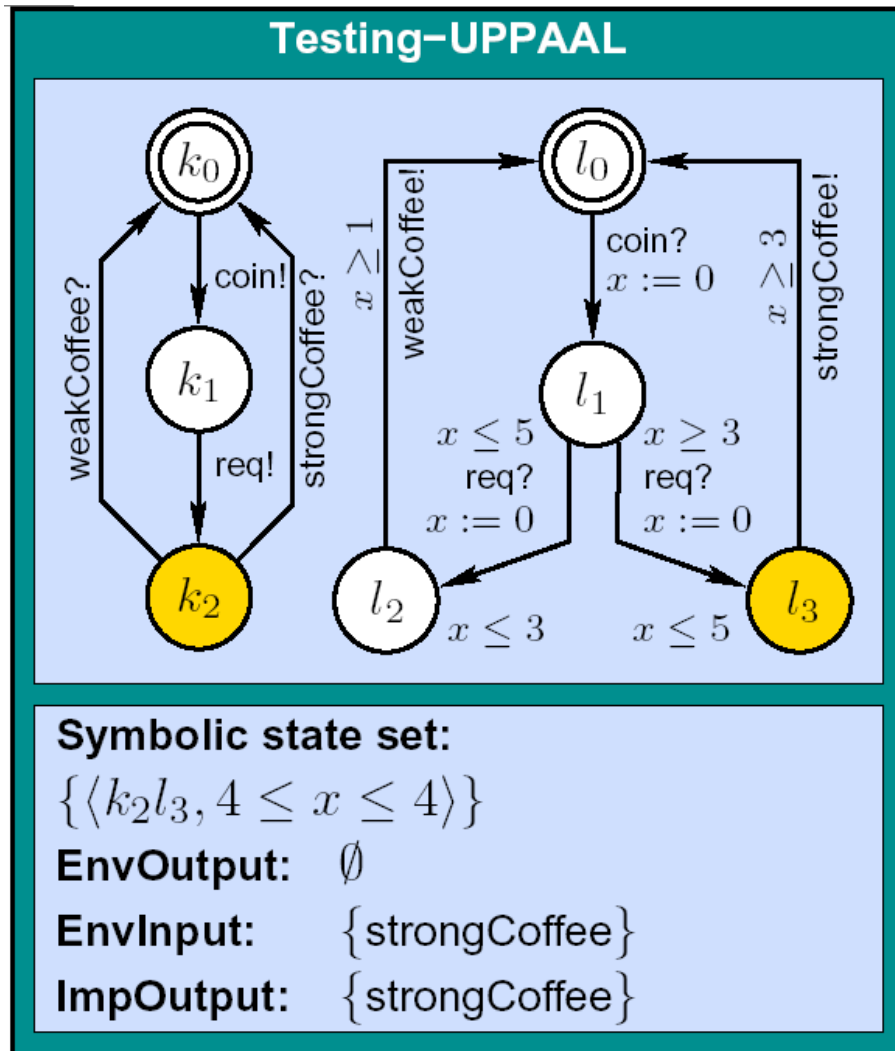 Testing-UPPAAL
k₀
coin!
k₁
req!
k₂
weakCoffee?
strongCoffee?
l₀
coin?
x := 0
l₁
x ≤ 5
req?
x := 0
x ≥ 3
req?
x := 0
l₂
x ≤ 3
x ≤ 5
l₃
x ≥ 1
weakCoffee!
x ≥ 3
strongCoffee!
Symbolic state set:
{⟨k₂l₃, 4 ≤ x ≤ 4⟩}
EnvOutput: ∅
EnvInput: {strongCoffee}
ImpOutput: {strongCoffee}